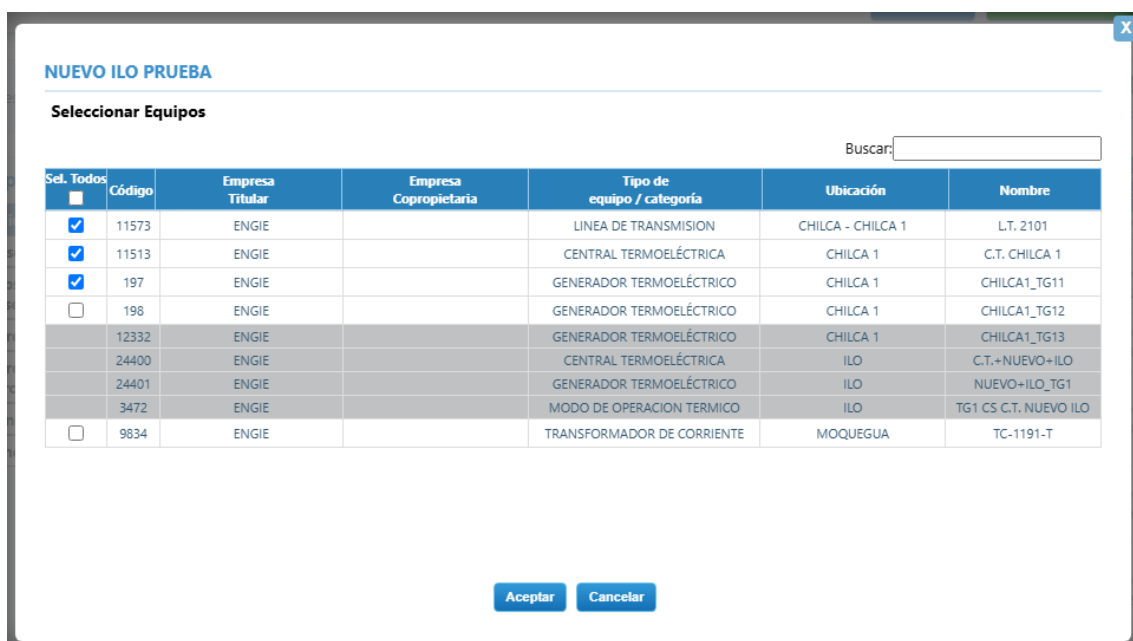 X
NUEVO ILO PRUEBA
Seleccionar Equipos
Buscar:
Sel. Todos Código Empresa Titular Empresa Copropietaria Tipo de equipo / categoría Ubicación Nombre
11573 ENGIE LINEA DE TRANSMISION CHILCA - CHILCA 1 L.T. 2101
11513 ENGIE CENTRAL TERMOELÉCTRICA CHILCA 1 C.T. CHILCA 1
197 ENGIE GENERADOR TERMOELÉCTRICO CHILCA 1 CHILCA1_TG11
198 ENGIE GENERADOR TERMOELÉCTRICO CHILCA 1 CHILCA1_TG12
12332 ENGIE GENERADOR TERMOELÉCTRICO CHILCA 1 CHILCA1_TG13
24400 ENGIE CENTRAL TERMOELÉCTRICA ILO C.T.+NUEVO+ILO
24401 ENGIE GENERADOR TERMOELÉCTRICO ILO NUEVO+ILO_TG1
3472 ENGIE MODO DE OPERACION TERMICO ILO TG1 CS C.T. NUEVO ILO
9834 ENGIE TRANSFORMADOR DE CORRIENTE MOQUEGUA TC-1191-T
Aceptar Cancelar